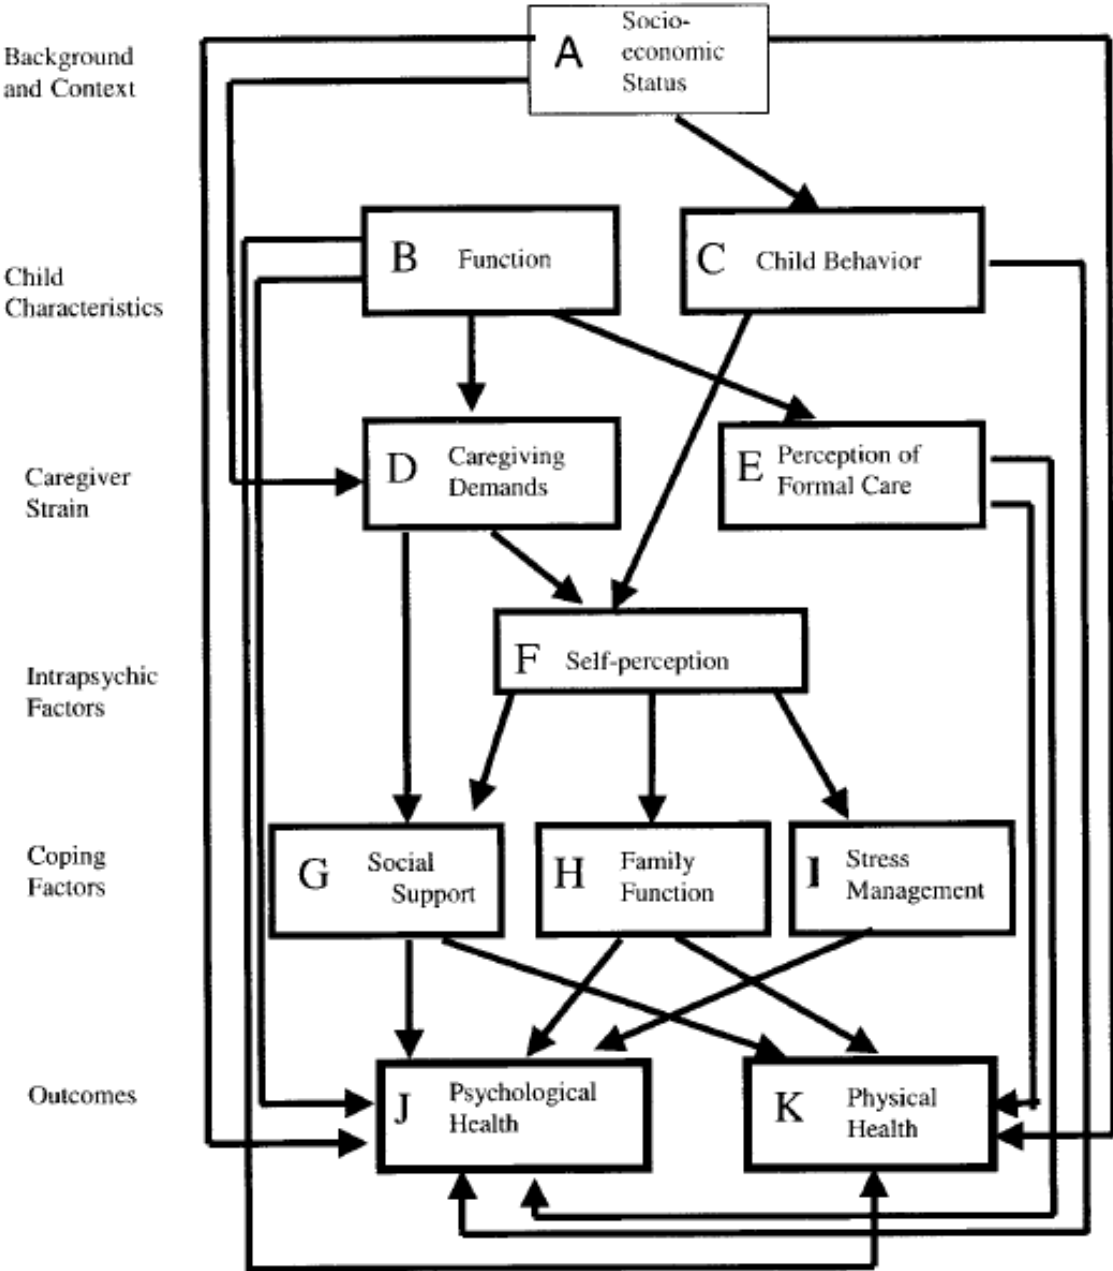 Background
and Context
A
Socio-
economic
Status
Child
Characteristics
B Function
C Child Behavior
Caregiver
Strain
D
Caregiving
Demands
E
Perception of
Formal Care
Intrapsychic
Factors
F Self-perception
Coping
Factors
G
Social
Support
H
Family
Function
I
Stress
Management
Outcomes
J
Psychological
Health
K
Physical
Health